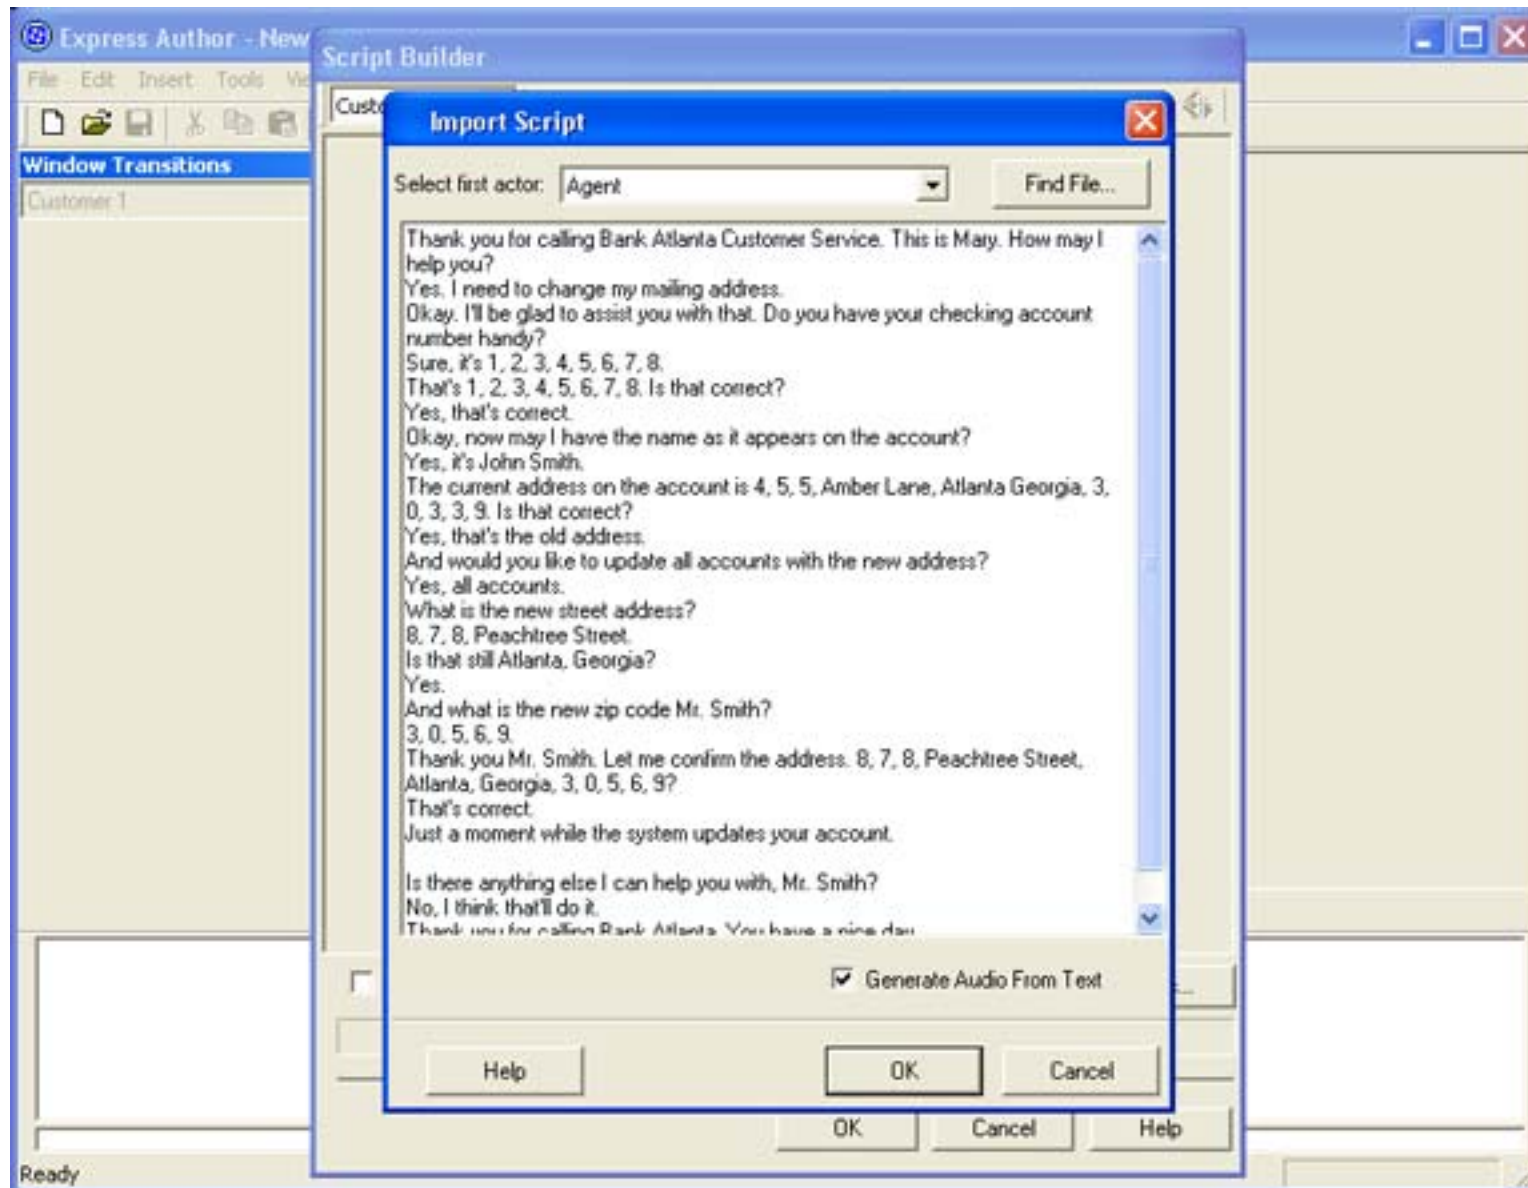 Express Author - New
File Edit Insert Tools Vie
Window Transitions
Customer 1
Script Builder
Custo
Import Script
Select first actor: Agent Find File...
Thank you for calling Bank Atlanta Customer Service. This is Mary. How may I
help you?
Yes. I need to change my mailing address.
Okay. I'll be glad to assist you with that. Do you have your checking account
number handy?
Sure, it's 1, 2, 3, 4, 5, 6, 7, 8.
That's 1, 2, 3, 4, 5, 6, 7, 8. Is that correct?
Yes, that's correct.
Okay, now may I have the name as it appears on the account?
Yes, it's John Smith.
The current address on the account is 4, 5, 5, Amber Lane, Atlanta Georgia, 3,
0, 3, 3, 9. Is that correct?
Yes, that's the old address.
And would you like to update all accounts with the new address?
Yes, all accounts.
What is the new street address?
8, 7, 8, Peachtree Street.
Is that still Atlanta, Georgia?
Yes.
And what is the new zip code Mr. Smith?
3, 0, 5, 6, 9.
Thank you Mr. Smith. Let me confirm the address. 8, 7, 8, Peachtree Street,
Atlanta, Georgia, 3, 0, 5, 6, 9?
That's correct.
Just a moment while the system updates your account.
Is there anything else I can help you with, Mr. Smith?
No, I think that'll do it.
Thank you for calling Bank Atlanta. You have a nice day
Generate Audio From Text
Help OK Cancel
OK Cancel Help
Ready